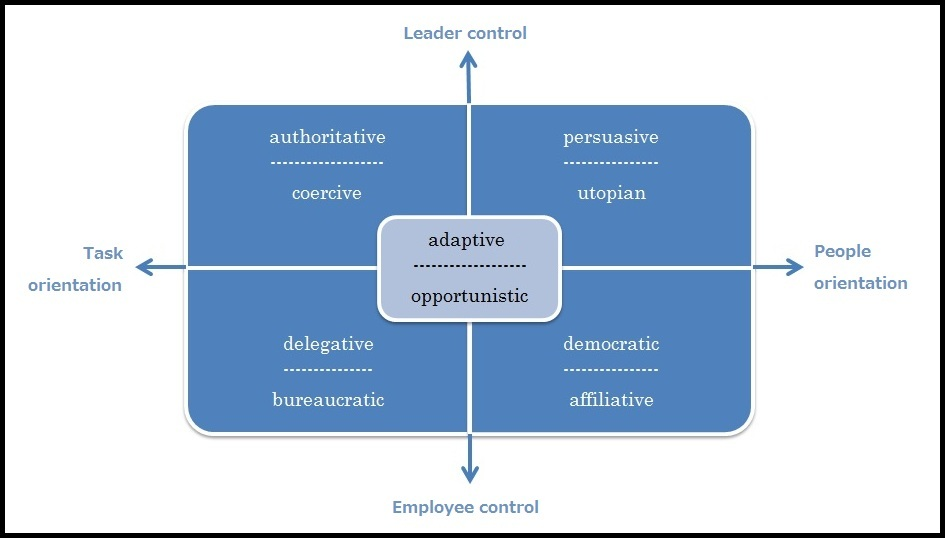 Leader control
authoritative
-------------------
coercive
persuasive
----------------
utopian
adaptive
-------------------
opportunistic
Task
orientation
People
orientation
delegative
---------------
bureaucratic
democratic
----------------
affiliative
Employee control